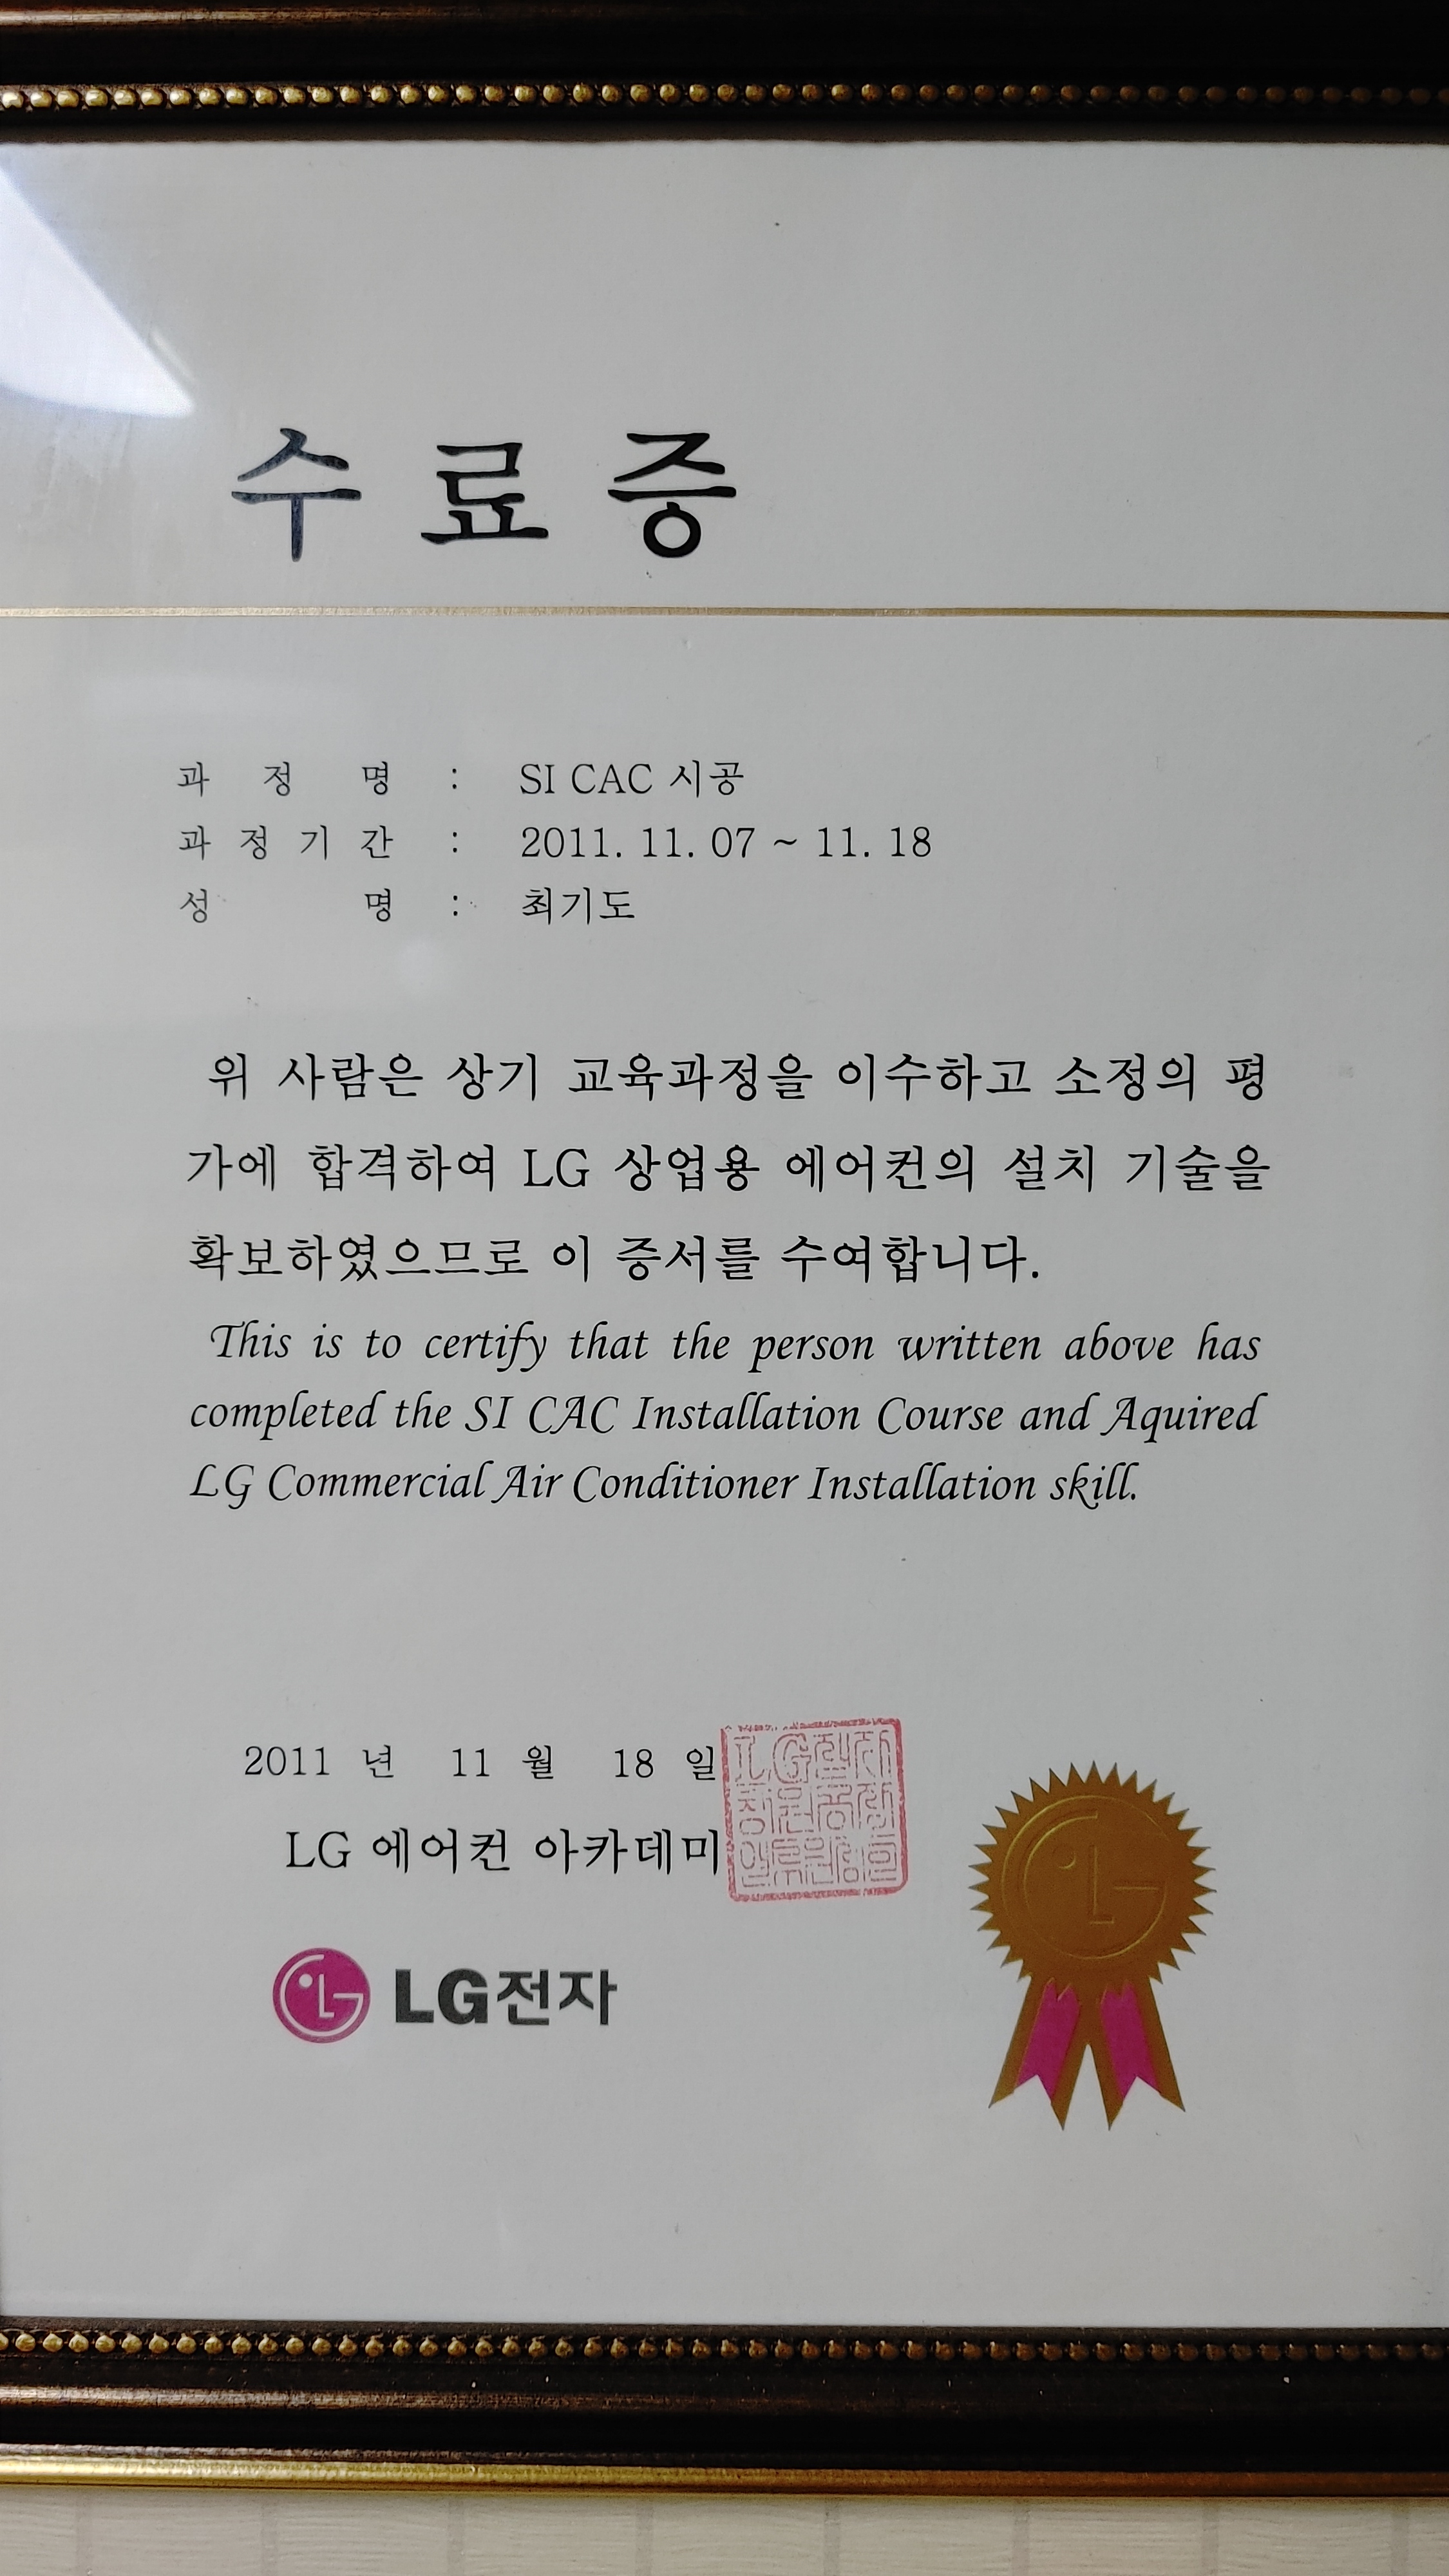 수료증
과정명 : SI CAC 시공
과정기간 : 2011. 11. 07 ~ 11. 18
성명 : 최기도
위 사람은 상기 교육과정을 이수하고 소정의 평
가에 합격하여 LG 상업용 에어컨의 설치 기술을
확보하였으므로 이 증서를 수여합니다.
This is to certify that the person written above has
completed the SI CAC Installation Course and Aquired
LG Commercial Air Conditioner Installation skill.
2011 년 11 월 18 일
LG 에어컨 아카데미
LG전자